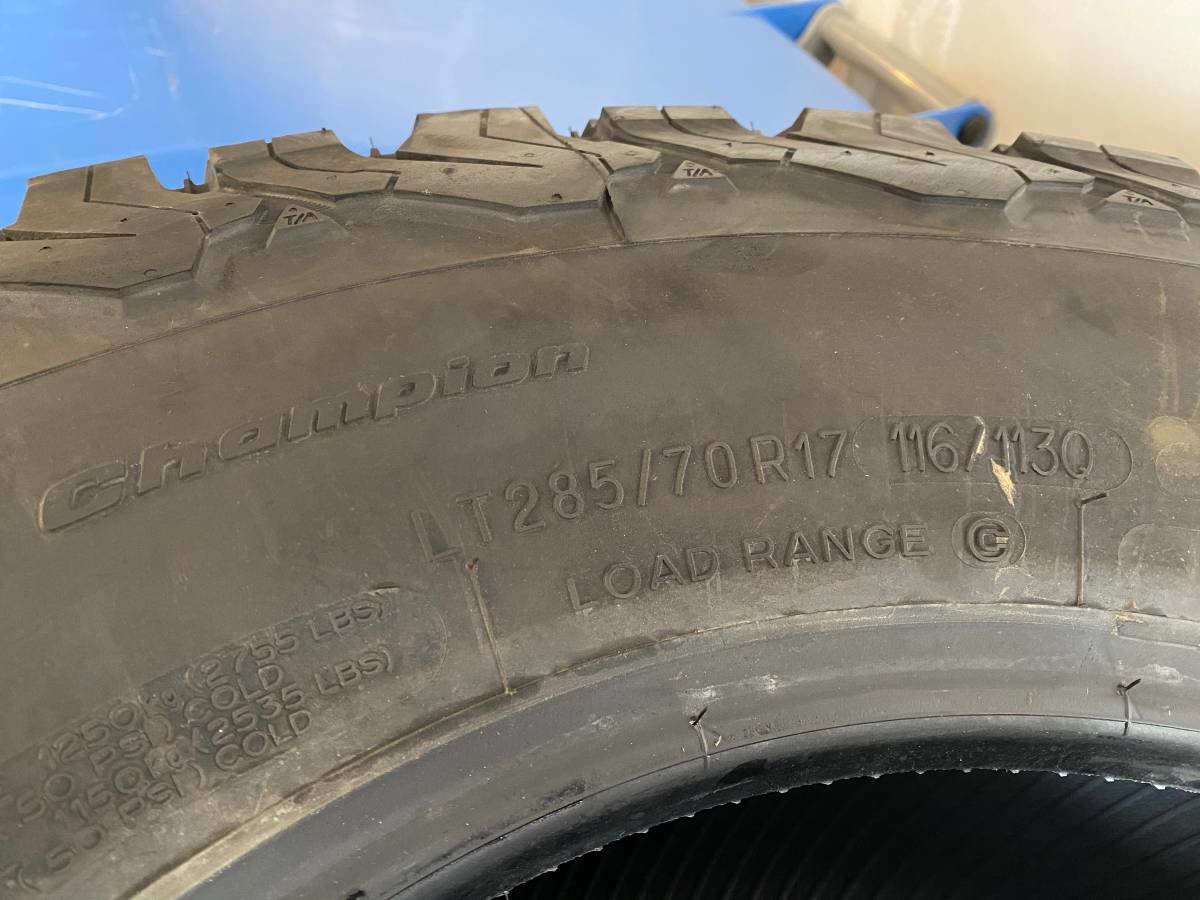 T/A
T/A
T/A
Champion
LT285/70R17 116/113Q
LOAD RANGE C
1250kg (2755 LBS)
50 PSI) COLD
1150kg (2535 LBS)
(50 PSI) COLD